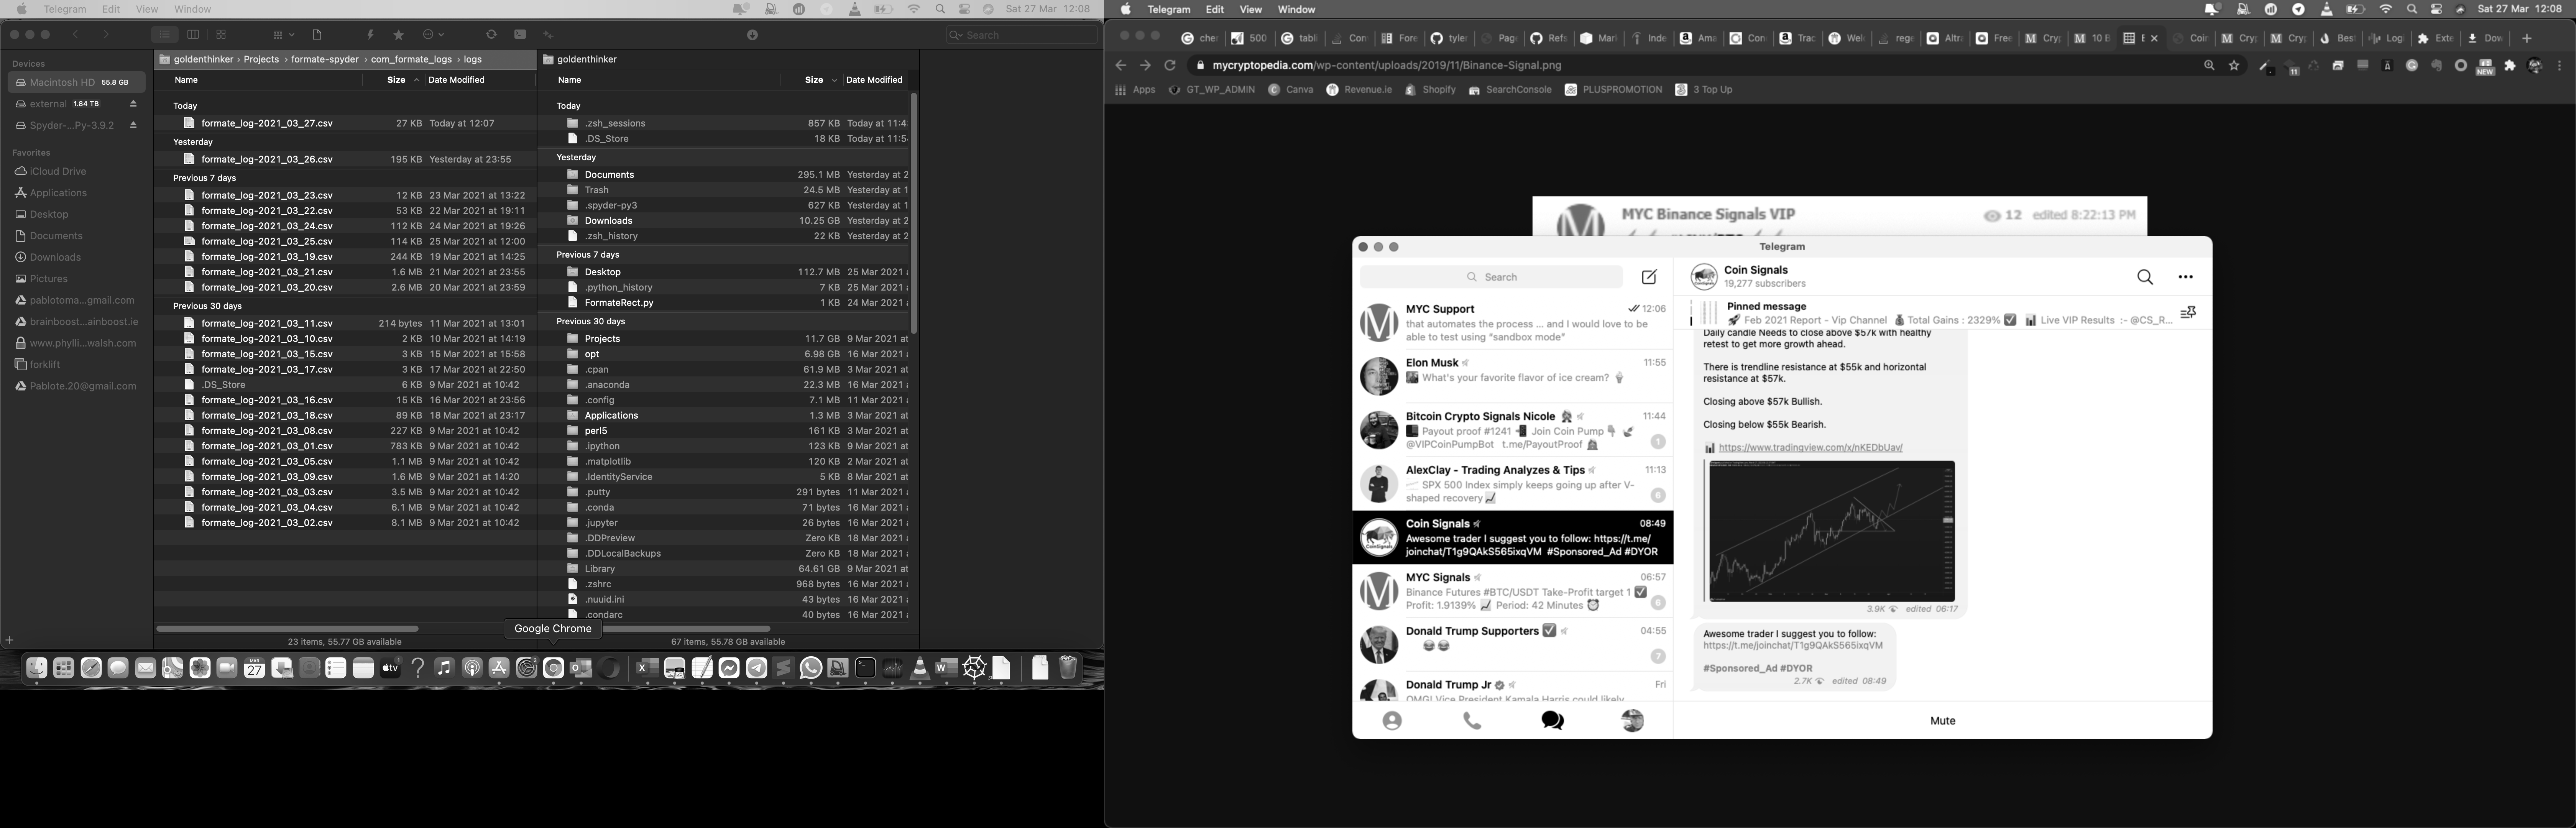 Telegram Edit View Window Sat 27 Mar 12:08
Search
Devices
Macintosh HD 55.8 GB
external 1.84 TB
Spyder-...Py-3.9.2
Favorites
iCloud Drive
Applications
Desktop
Documents
Downloads
Pictures
pablotoma...gmail.com
brainboost...ainboost.ie
www.phylli...walsh.com
forklift
Pablote.20@gmail.com
goldenthinker › Projects › formate-spyder › com_formate_logs › logs
Name Size Date Modified
Today
formate_log-2021_03_27.csv 27 KB Today at 12:07
Yesterday
formate_log-2021_03_26.csv 195 KB Yesterday at 23:55
Previous 7 days
formate_log-2021_03_23.csv 12 KB 23 Mar 2021 at 13:22
formate_log-2021_03_22.csv 53 KB 22 Mar 2021 at 19:11
formate_log-2021_03_24.csv 112 KB 24 Mar 2021 at 19:26
formate_log-2021_03_25.csv 114 KB 25 Mar 2021 at 12:00
formate_log-2021_03_19.csv 244 KB 19 Mar 2021 at 14:25
formate_log-2021_03_21.csv 1.6 MB 21 Mar 2021 at 23:55
formate_log-2021_03_20.csv 2.6 MB 20 Mar 2021 at 23:59
Previous 30 days
formate_log-2021_03_11.csv 214 bytes 11 Mar 2021 at 13:01
formate_log-2021_03_10.csv 2 KB 10 Mar 2021 at 14:19
formate_log-2021_03_15.csv 3 KB 15 Mar 2021 at 15:58
formate_log-2021_03_17.csv 3 KB 17 Mar 2021 at 22:50
.DS_Store 6 KB 9 Mar 2021 at 10:42
formate_log-2021_03_16.csv 15 KB 16 Mar 2021 at 23:56
formate_log-2021_03_18.csv 89 KB 18 Mar 2021 at 23:17
formate_log-2021_03_08.csv 227 KB 9 Mar 2021 at 10:42
formate_log-2021_03_01.csv 783 KB 9 Mar 2021 at 10:42
formate_log-2021_03_05.csv 1.1 MB 9 Mar 2021 at 10:42
formate_log-2021_03_09.csv 1.6 MB 9 Mar 2021 at 14:20
formate_log-2021_03_03.csv 3.5 MB 9 Mar 2021 at 10:42
formate_log-2021_03_04.csv 6.1 MB 9 Mar 2021 at 10:42
formate_log-2021_03_02.csv 8.1 MB 9 Mar 2021 at 10:42
23 items, 55.77 GB available
goldenthinker
Name Size Date Modified
Today
.zsh_sessions 857 KB Today at 11:4
.DS_Store 18 KB Today at 11:5
Yesterday
Documents 295.1 MB Yesterday at 2
Trash 24.5 MB Yesterday at 1
.spyder-py3 627 KB Yesterday at 1
Downloads 10.25 GB Yesterday at 2
.zsh_history 22 KB Yesterday at 2
Previous 7 days
Desktop 112.7 MB 25 Mar 2021
.python_history 7 KB 25 Mar 2021
FormateRect.py 1 KB 24 Mar 2021
Previous 30 days
Projects 11.7 GB 9 Mar 2021 at
opt 6.98 GB 16 Mar 2021
.cpan 61.9 MB 3 Mar 2021 at
.anaconda 22.3 MB 16 Mar 2021
.config 7.1 MB 11 Mar 2021
Applications 1.3 MB 3 Mar 2021 at
perl5 161 KB 3 Mar 2021 at
.ipython 123 KB 9 Mar 2021 at
.matplotlib 120 KB 2 Mar 2021 at
.IdentityService 5 KB 8 Mar 2021 at
.putty 291 bytes 11 Mar 2021
.conda 71 bytes 16 Mar 2021
.jupyter 26 bytes 16 Mar 2021
.DDPreview Zero KB 18 Mar 2021
.DDLocalBackups Zero KB 18 Mar 2021
Library 64.61 GB 9 Mar 2021 at
.zshrc 968 bytes 16 Mar 2021
.nuuid.ini 43 bytes 16 Mar 2021
.condarc 40 bytes 16 Mar 2021
67 items, 55.78 GB available
Google Chrome
MAR 27
tv
Telegram Edit View Window Sat 27 Mar 12:08
cher 500 tabl Con Fore tyler Page Refs Mari Inde Ama Con Trac Wel rege Altra Free Cryp 10 B Coin Cryp Cryp Best Logi Exte Dow
mycryptopedia.com/wp-content/uploads/2019/11/Binance-Signal.png
11 NEW
Apps GT_WP_ADMIN Canva Revenue.ie Shopify SearchConsole PLUSPROMOTION 3 Top Up
MYC Binance Signals VIP 12 edited 8:22:13 PM
Telegram
Search
MYC Support 12:06
that automates the process ... and I would love to be
able to test using "sandbox mode"
Elon Musk 11:55
What's your favorite flavor of ice cream?
Bitcoin Crypto Signals Nicole 11:44
Payout proof #1241 Join Coin Pump
@VIPCoinPumpBot t.me/PayoutProof 1
AlexClay - Trading Analyzes & Tips 11:13
SPX 500 Index simply keeps going up after V-
shaped recovery 6
Coin Signals 08:49
Awesome trader I suggest you to follow: https://t.me/
joinchat/T1g9QAkS565ixqVM #Sponsored_Ad #DYOR
MYC Signals 06:57
Binance Futures #BTC/USDT Take-Profit target 1
Profit: 1.9139% Period: 42 Minutes 6
Donald Trump Supporters 04:55
7
Donald Trump Jr Fri
OMG! Vice President Kamala Harris could likely
Coin Signals
19,277 subscribers
Pinned message
Feb 2021 Report - Vip Channel Total Gains : 2329% Live VIP Results :- @CS_R...
Daily candle Needs to close above $57k with healthy
retest to get more growth ahead.
There is trendline resistance at $55k and horizontal
resistance at $57k.
Closing above $57k Bullish.
Closing below $55k Bearish.
https://www.tradingview.com/x/nKEDbUav/
3.9K edited 06:17
Awesome trader I suggest you to follow:
https://t.me/joinchat/T1g9QAkS565ixqVM
#Sponsored_Ad #DYOR
2.7K edited 08:49
Mute